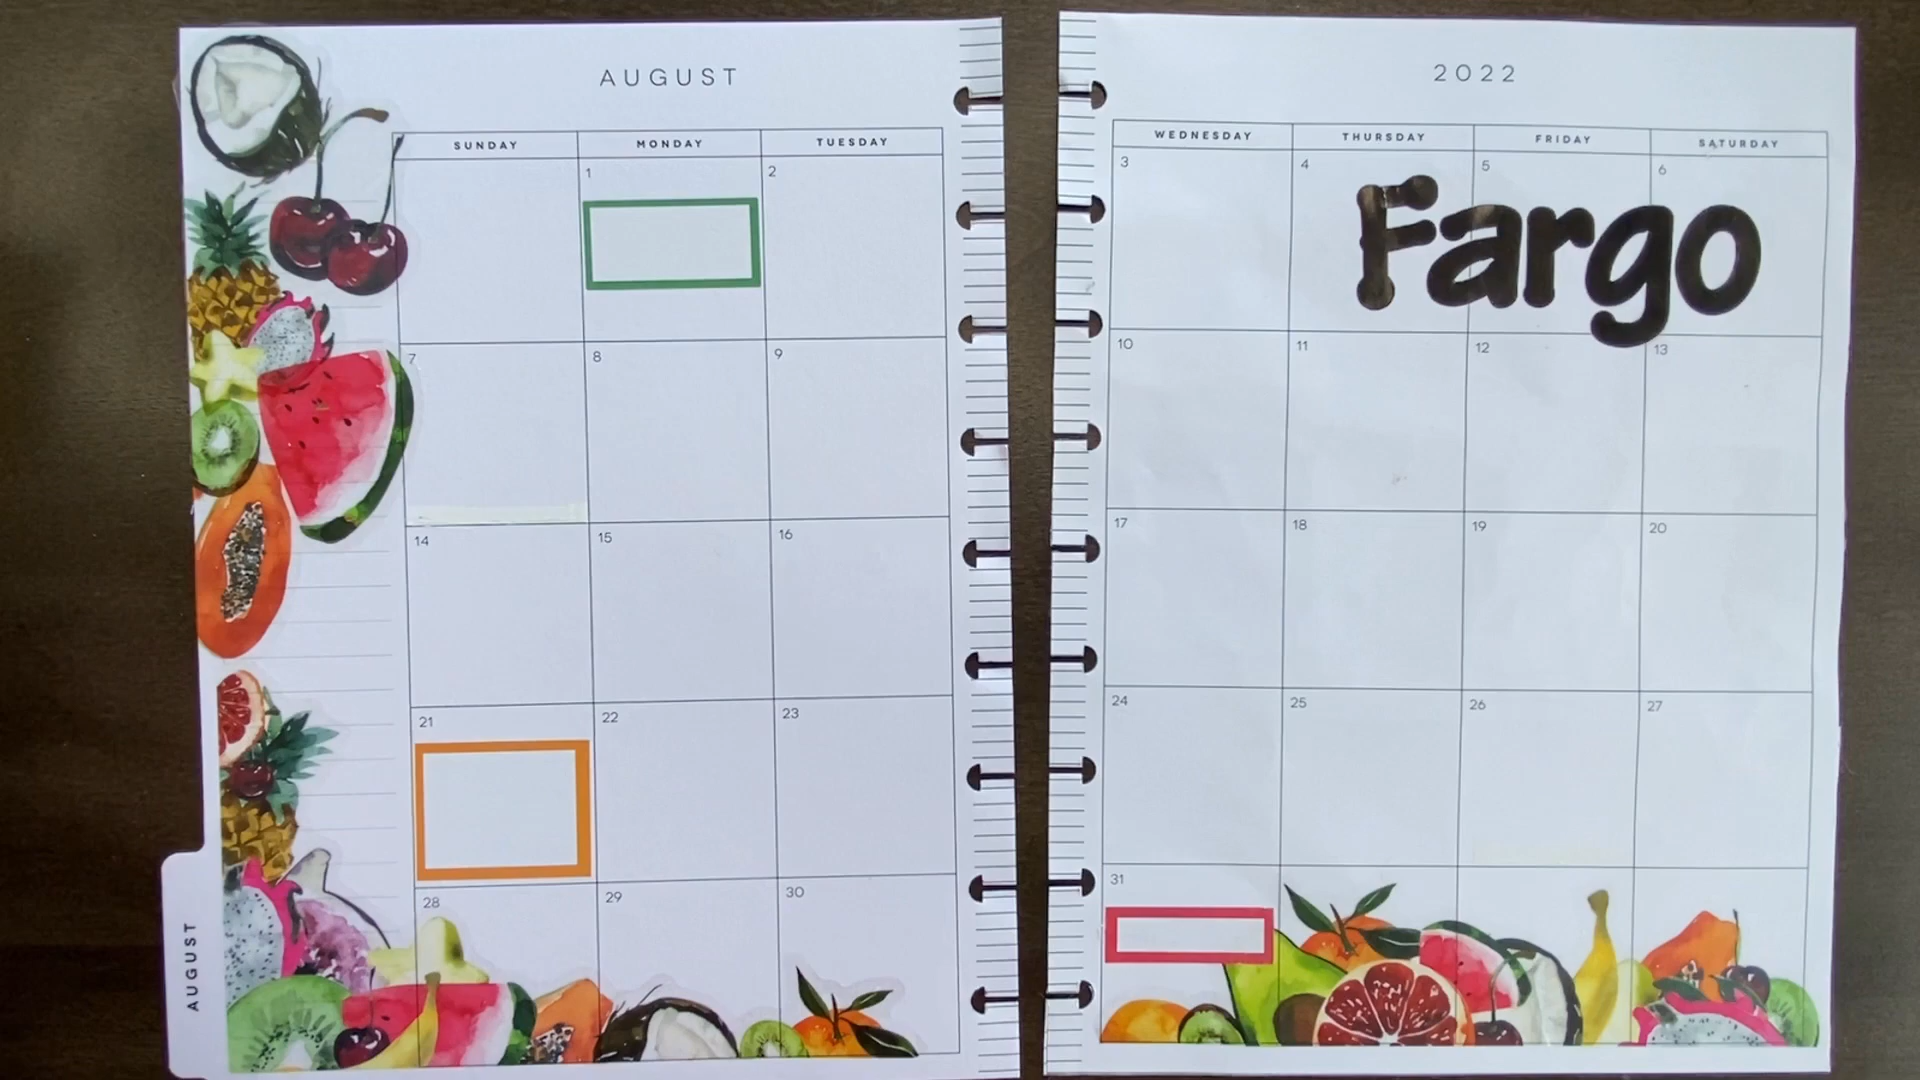 AUGUST
2022
SUNDAY MONDAY TUESDAY WEDNESDAY THURSDAY FRIDAY SATURDAY
1 2 3 4 5 6
Fargo
7 8 9 10 11 12 13
14 15 16 17 18 19 20
21 22 23 24 25 26 27
28 29 30 31
AUGUST